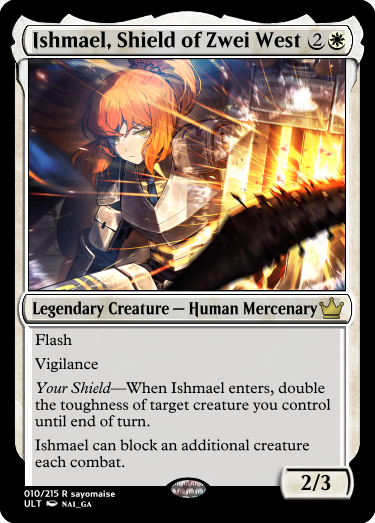 Ishmael, Shield of Zwei West 2
Legendary Creature — Human Mercenary
Flash
Vigilance
Your Shield—When Ishmael enters, double
the toughness of target creature you control
until end of turn.
Ishmael can block an additional creature
each combat.
2/3
010/215 R sayomaise
ULT NAI_GA